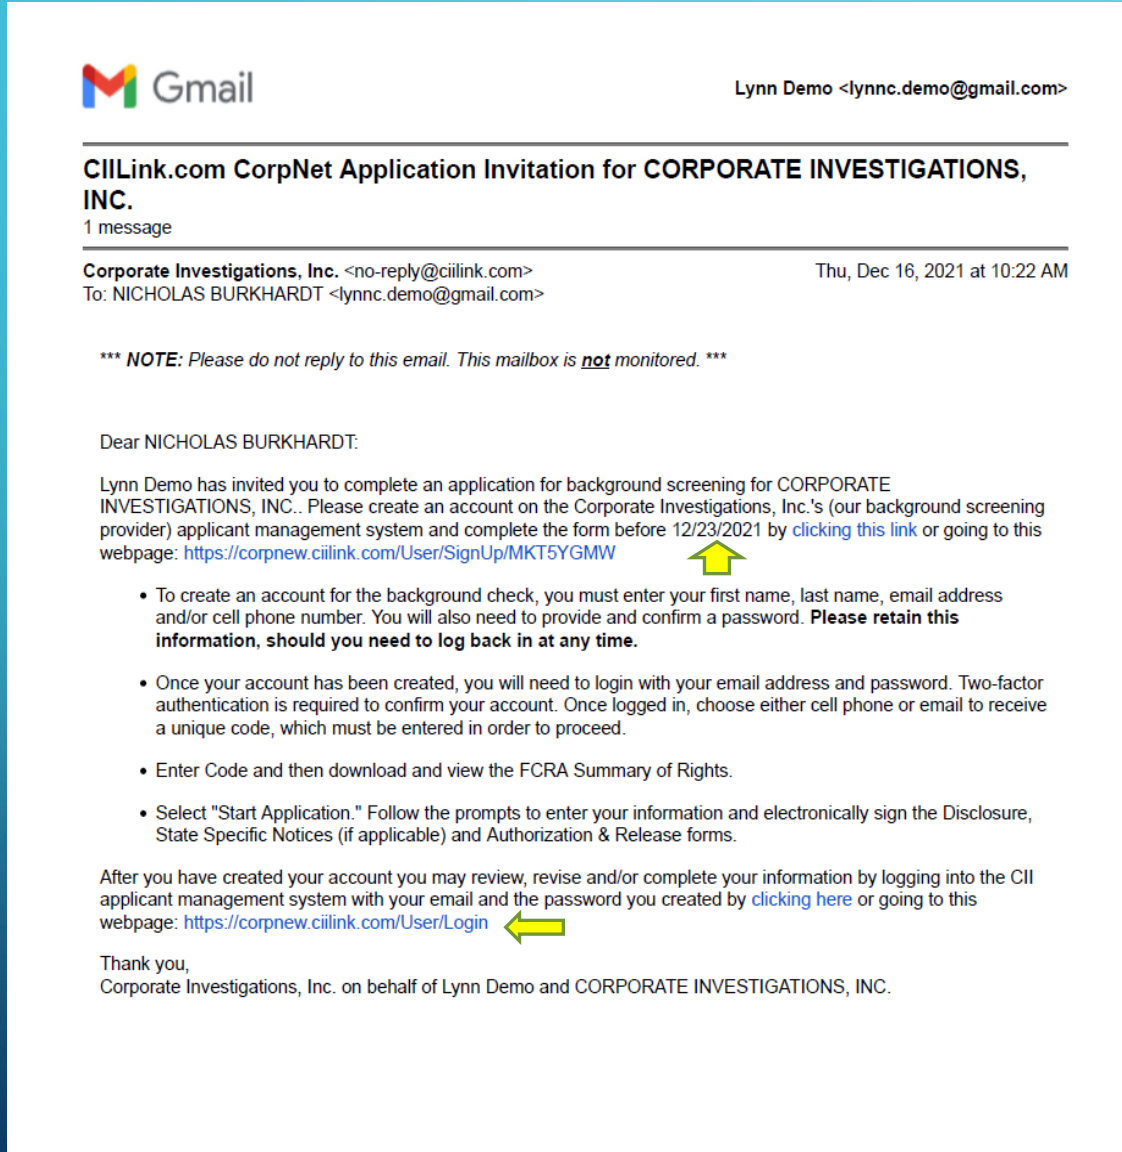 Gmail
Lynn Demo <lynnc.demo@gmail.com>
CIILink.com CorpNet Application Invitation for CORPORATE INVESTIGATIONS,
INC.
1 message
Corporate Investigations, Inc. <no-reply@ciilink.com>
Thu, Dec 16, 2021 at 10:22 AM
To: NICHOLAS BURKHARDT <lynnc.demo@gmail.com>
*** NOTE: Please do not reply to this email. This mailbox is not monitored. ***
Dear NICHOLAS BURKHARDT:
Lynn Demo has invited you to complete an application for background screening for CORPORATE
INVESTIGATIONS, INC.. Please create an account on the Corporate Investigations, Inc.'s (our background screening
provider) applicant management system and complete the form before 12/23/2021 by clicking this link or going to this
webpage: https://corpnew.ciilink.com/User/SignUp/MKT5YGMW
• To create an account for the background check, you must enter your first name, last name, email address
and/or cell phone number. You will also need to provide and confirm a password. Please retain this
information, should you need to log back in at any time.
• Once your account has been created, you will need to login with your email address and password. Two-factor
authentication is required to confirm your account. Once logged in, choose either cell phone or email to receive
a unique code, which must be entered in order to proceed.
• Enter Code and then download and view the FCRA Summary of Rights.
• Select "Start Application." Follow the prompts to enter your information and electronically sign the Disclosure,
State Specific Notices (if applicable) and Authorization & Release forms.
After you have created your account you may review, revise and/or complete your information by logging into the CII
applicant management system with your email and the password you created by clicking here or going to this
webpage: https://corpnew.ciilink.com/User/Login
Thank you,
Corporate Investigations, Inc. on behalf of Lynn Demo and CORPORATE INVESTIGATIONS, INC.